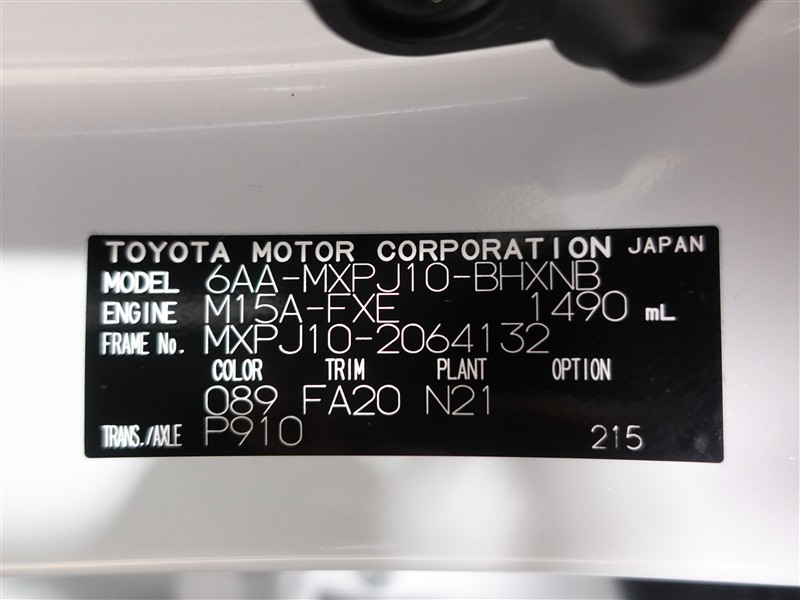 TOYOTA MOTOR CORPORATION JAPAN
MODEL 6AA-MXPJ10-BHXNB
ENGINE M15A-FXE 1490 mL
FRAME No. MXPJ10-2064132
COLOR TRIM PLANT OPTION
089 FA20 N21
TRANS./AXLE P910 215